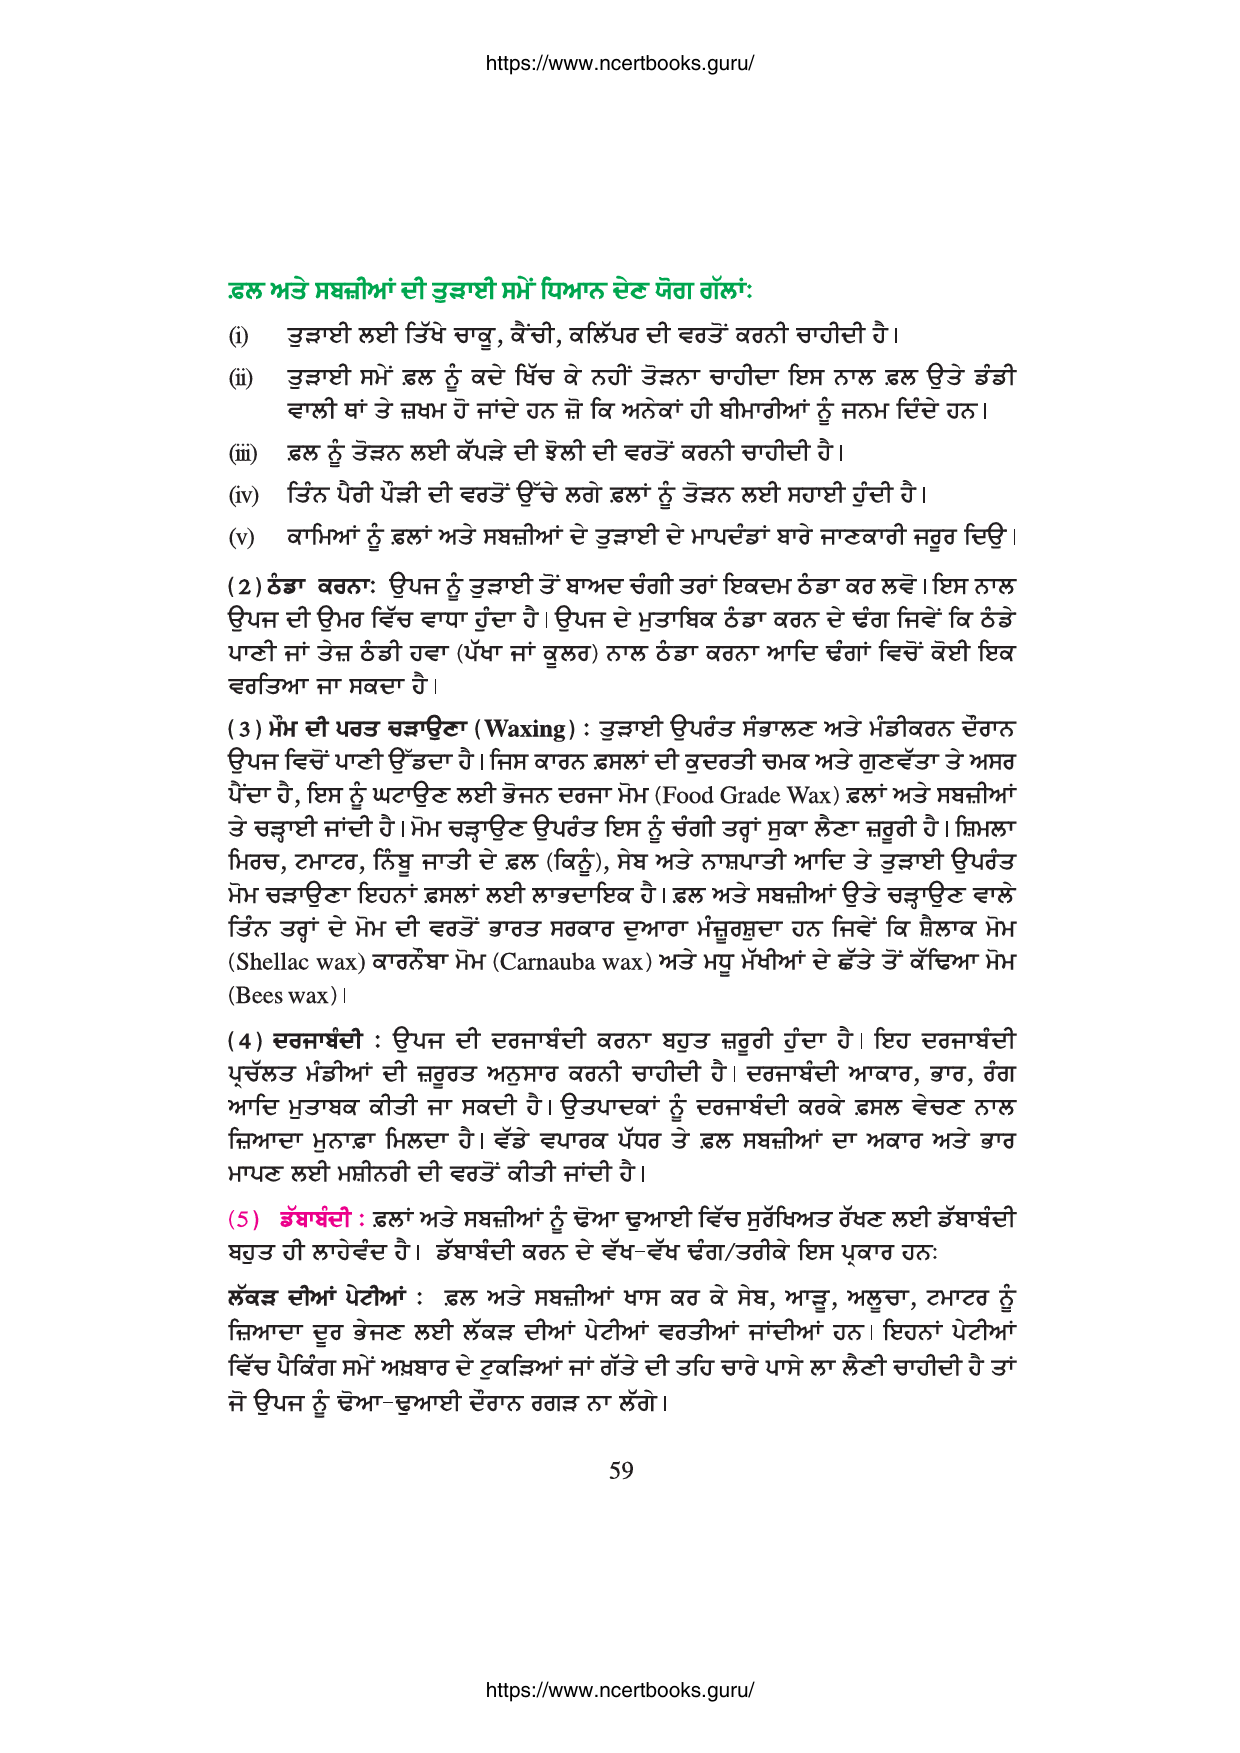 https://www.ncertbooks.guru/
ਫ਼ਲ ਅਤੇ ਸਬਜ਼ੀਆਂ ਦੀ ਤੁੜਾਈ ਸਮੇਂ ਧਿਆਨ ਦੇਣ ਯੋਗ ਗੱਲਾਂ:
(i) ਤੁੜਾਈ ਲਈ ਤਿੱਖੇ ਚਾਕੂ, ਕੈਂਚੀ, ਕਲਿੱਪਰ ਦੀ ਵਰਤੋਂ ਕਰਨੀ ਚਾਹੀਦੀ ਹੈ।
(ii) ਤੁੜਾਈ ਸਮੇਂ ਫ਼ਲ ਨੂੰ ਕਦੇ ਖਿੱਚ ਕੇ ਨਹੀਂ ਤੋੜਨਾ ਚਾਹੀਦਾ ਇਸ ਨਾਲ ਫ਼ਲ ਉਤੇ ਡੰਡੀ
ਵਾਲੀ ਥਾਂ ਤੇ ਜ਼ਖਮ ਹੋ ਜਾਂਦੇ ਹਨ ਜ਼ੋ ਕਿ ਅਨੇਕਾਂ ਹੀ ਬੀਮਾਰੀਆਂ ਨੂੰ ਜਨਮ ਦਿੰਦੇ ਹਨ।
(iii) ਫ਼ਲ ਨੂੰ ਤੋੜਨ ਲਈ ਕੱਪੜੇ ਦੀ ਝੋਲੀ ਦੀ ਵਰਤੋਂ ਕਰਨੀ ਚਾਹੀਦੀ ਹੈ।
(iv) ਤਿੰਨ ਪੈਰੀ ਪੌੜੀ ਦੀ ਵਰਤੋਂ ਉੱਚੇ ਲਗੇ ਫ਼ਲਾਂ ਨੂੰ ਤੋੜਨ ਲਈ ਸਹਾਈ ਹੁੰਦੀ ਹੈ।
(v) ਕਾਮਿਆਂ ਨੂੰ ਫ਼ਲਾਂ ਅਤੇ ਸਬਜ਼ੀਆਂ ਦੇ ਤੁੜਾਈ ਦੇ ਮਾਪਦੰਡਾਂ ਬਾਰੇ ਜਾਣਕਾਰੀ ਜਰੂਰ ਦਿਉ।
(2) ਠੰਡਾ ਕਰਨਾ: ਉਪਜ ਨੂੰ ਤੁੜਾਈ ਤੋਂ ਬਾਅਦ ਚੰਗੀ ਤਰਾਂ ਇਕਦਮ ਠੰਡਾ ਕਰ ਲਵੋ। ਇਸ ਨਾਲ
ਉਪਜ ਦੀ ਉਮਰ ਵਿੱਚ ਵਾਧਾ ਹੁੰਦਾ ਹੈ। ਉਪਜ ਦੇ ਮੁਤਾਬਿਕ ਠੰਡਾ ਕਰਨ ਦੇ ਢੰਗ ਜਿਵੇਂ ਕਿ ਠੰਡੇ
ਪਾਣੀ ਜਾਂ ਤੇਜ਼ ਠੰਡੀ ਹਵਾ (ਪੱਖਾ ਜਾਂ ਕੂਲਰ) ਨਾਲ ਠੰਡਾ ਕਰਨਾ ਆਦਿ ਢੰਗਾਂ ਵਿਚੋਂ ਕੋਈ ਇਕ
ਵਰਤਿਆ ਜਾ ਸਕਦਾ ਹੈ।
(3) ਮੌਮ ਦੀ ਪਰਤ ਚੜਾਉਣਾ (Waxing) : ਤੁੜਾਈ ਉਪਰੰਤ ਸੰਭਾਲਣ ਅਤੇ ਮੰਡੀਕਰਨ ਦੌਰਾਨ
ਉਪਜ ਵਿਚੋਂ ਪਾਣੀ ਉੱਡਦਾ ਹੈ। ਜਿਸ ਕਾਰਨ ਫ਼ਸਲਾਂ ਦੀ ਕੁਦਰਤੀ ਚਮਕ ਅਤੇ ਗੁਣਵੱਤਾ ਤੇ ਅਸਰ
ਪੈਂਦਾ ਹੈ, ਇਸ ਨੂੰ ਘਟਾਉਣ ਲਈ ਭੋਜਨ ਦਰਜਾ ਮੋਮ (Food Grade Wax) ਫ਼ਲਾਂ ਅਤੇ ਸਬਜ਼ੀਆਂ
ਤੇ ਚੜ੍ਹਾਈ ਜਾਂਦੀ ਹੈ। ਮੋਮ ਚੜ੍ਹਾਉਣ ਉਪਰੰਤ ਇਸ ਨੂੰ ਚੰਗੀ ਤਰ੍ਹਾਂ ਸੁਕਾ ਲੈਣਾ ਜ਼ਰੂਰੀ ਹੈ। ਸ਼ਿਮਲਾ
ਮਿਰਚ, ਟਮਾਟਰ, ਨਿੰਬੂ ਜਾਤੀ ਦੇ ਫ਼ਲ (ਕਿਨੂੰ), ਸੇਬ ਅਤੇ ਨਾਸ਼ਪਾਤੀ ਆਦਿ ਤੇ ਤੁੜਾਈ ਉਪਰੰਤ
ਮੋਮ ਚੜਾਉਣਾ ਇਹਨਾਂ ਫ਼ਸਲਾਂ ਲਈ ਲਾਭਦਾਇਕ ਹੈ। ਫ਼ਲ ਅਤੇ ਸਬਜ਼ੀਆਂ ਉਤੇ ਚੜ੍ਹਾਉਣ ਵਾਲੇ
ਤਿੰਨ ਤਰ੍ਹਾਂ ਦੇ ਮੋਮ ਦੀ ਵਰਤੋਂ ਭਾਰਤ ਸਰਕਾਰ ਦੁਆਰਾ ਮੰਜ਼ੂਰਸ਼ੁਦਾ ਹਨ ਜਿਵੇਂ ਕਿ ਸ਼ੈਲਾਕ ਮੋਮ
(Shellac wax) ਕਾਰਨੌਬਾ ਮੋਮ (Carnauba wax) ਅਤੇ ਮਧੂ ਮੱਖੀਆਂ ਦੇ ਛੱਤੇ ਤੋਂ ਕੱਢਿਆ ਮੋਮ
(Bees wax)।
(4) ਦਰਜਾਬੰਦੀ : ਉਪਜ ਦੀ ਦਰਜਾਬੰਦੀ ਕਰਨਾ ਬਹੁਤ ਜ਼ਰੂਰੀ ਹੁੰਦਾ ਹੈ। ਇਹ ਦਰਜਾਬੰਦੀ
ਪ੍ਰਚੱਲਤ ਮੰਡੀਆਂ ਦੀ ਜ਼ਰੂਰਤ ਅਨੁਸਾਰ ਕਰਨੀ ਚਾਹੀਦੀ ਹੈ। ਦਰਜਾਬੰਦੀ ਆਕਾਰ, ਭਾਰ, ਰੰਗ
ਆਦਿ ਮੁਤਾਬਕ ਕੀਤੀ ਜਾ ਸਕਦੀ ਹੈ। ਉਤਪਾਦਕਾਂ ਨੂੰ ਦਰਜਾਬੰਦੀ ਕਰਕੇ ਫ਼ਸਲ ਵੇਚਣ ਨਾਲ
ਜ਼ਿਆਦਾ ਮੁਨਾਫ਼ਾ ਮਿਲਦਾ ਹੈ। ਵੱਡੇ ਵਪਾਰਕ ਪੱਧਰ ਤੇ ਫ਼ਲ ਸਬਜ਼ੀਆਂ ਦਾ ਅਕਾਰ ਅਤੇ ਭਾਰ
ਮਾਪਣ ਲਈ ਮਸ਼ੀਨਰੀ ਦੀ ਵਰਤੋਂ ਕੀਤੀ ਜਾਂਦੀ ਹੈ।
(5) ਡੱਬਾਬੰਦੀ : ਫ਼ਲਾਂ ਅਤੇ ਸਬਜ਼ੀਆਂ ਨੂੰ ਢੋਆ ਢੁਆਈ ਵਿੱਚ ਸੁਰੱਖਿਅਤ ਰੱਖਣ ਲਈ ਡੱਬਾਬੰਦੀ
ਬਹੁਤ ਹੀ ਲਾਹੇਵੰਦ ਹੈ। ਡੱਬਾਬੰਦੀ ਕਰਨ ਦੇ ਵੱਖ-ਵੱਖ ਢੰਗ/ਤਰੀਕੇ ਇਸ ਪ੍ਰਕਾਰ ਹਨ:
ਲੱਕੜ ਦੀਆਂ ਪੇਟੀਆਂ : ਫ਼ਲ ਅਤੇ ਸਬਜ਼ੀਆਂ ਖਾਸ ਕਰ ਕੇ ਸੇਬ, ਆੜੂ, ਅਲੂਚਾ, ਟਮਾਟਰ ਨੂੰ
ਜ਼ਿਆਦਾ ਦੂਰ ਭੇਜਣ ਲਈ ਲੱਕੜ ਦੀਆਂ ਪੇਟੀਆਂ ਵਰਤੀਆਂ ਜਾਂਦੀਆਂ ਹਨ। ਇਹਨਾਂ ਪੇਟੀਆਂ
ਵਿੱਚ ਪੈਕਿੰਗ ਸਮੇਂ ਅਖ਼ਬਾਰ ਦੇ ਟੁਕੜਿਆਂ ਜਾਂ ਗੱਤੇ ਦੀ ਤਹਿ ਚਾਰੇ ਪਾਸੇ ਲਾ ਲੈਣੀ ਚਾਹੀਦੀ ਹੈ ਤਾਂ
ਜੋ ਉਪਜ ਨੂੰ ਢੋਆ-ਢੁਆਈ ਦੌਰਾਨ ਰਗੜ ਨਾ ਲੱਗੇ।
59
https://www.ncertbooks.guru/